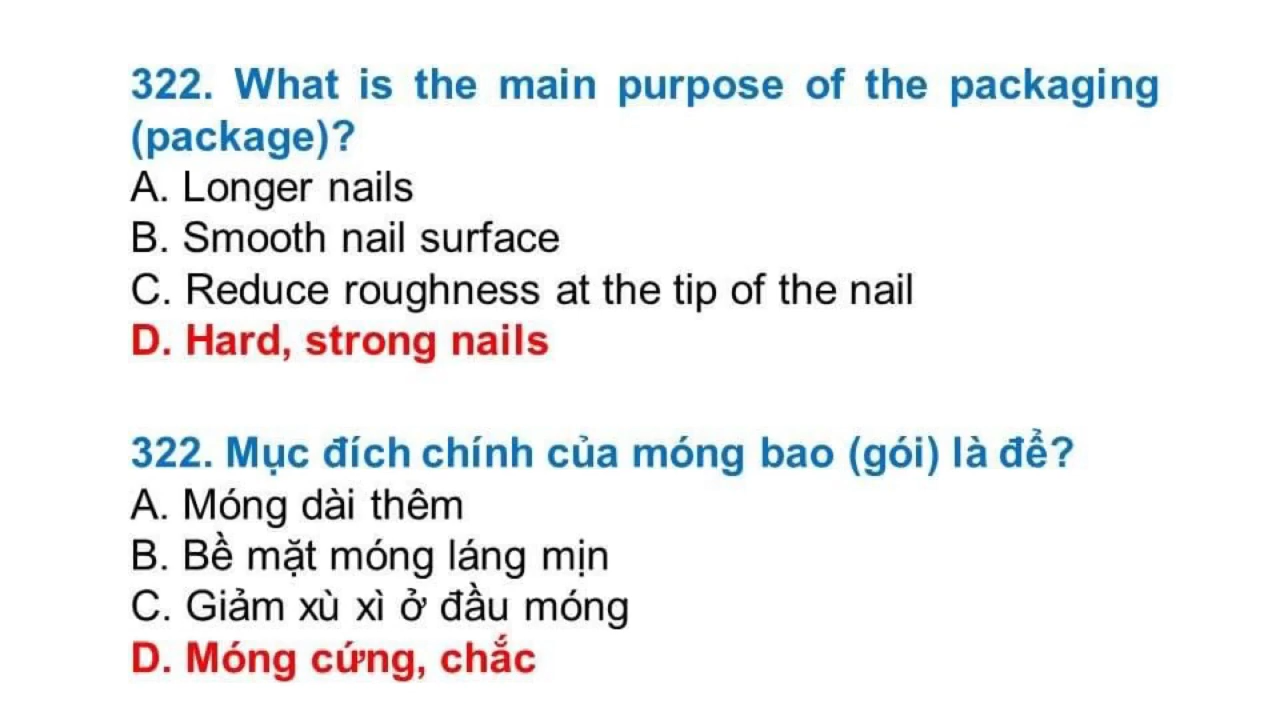 322. What is the main purpose of the packaging
(package)?
A. Longer nails
B. Smooth nail surface
C. Reduce roughness at the tip of the nail
D. Hard, strong nails
322. Mục đích chính của móng bao (gói) là để?
A. Móng dài thêm
B. Bề mặt móng láng mịn
C. Giảm xù xì ở đầu móng
D. Móng cứng, chắc